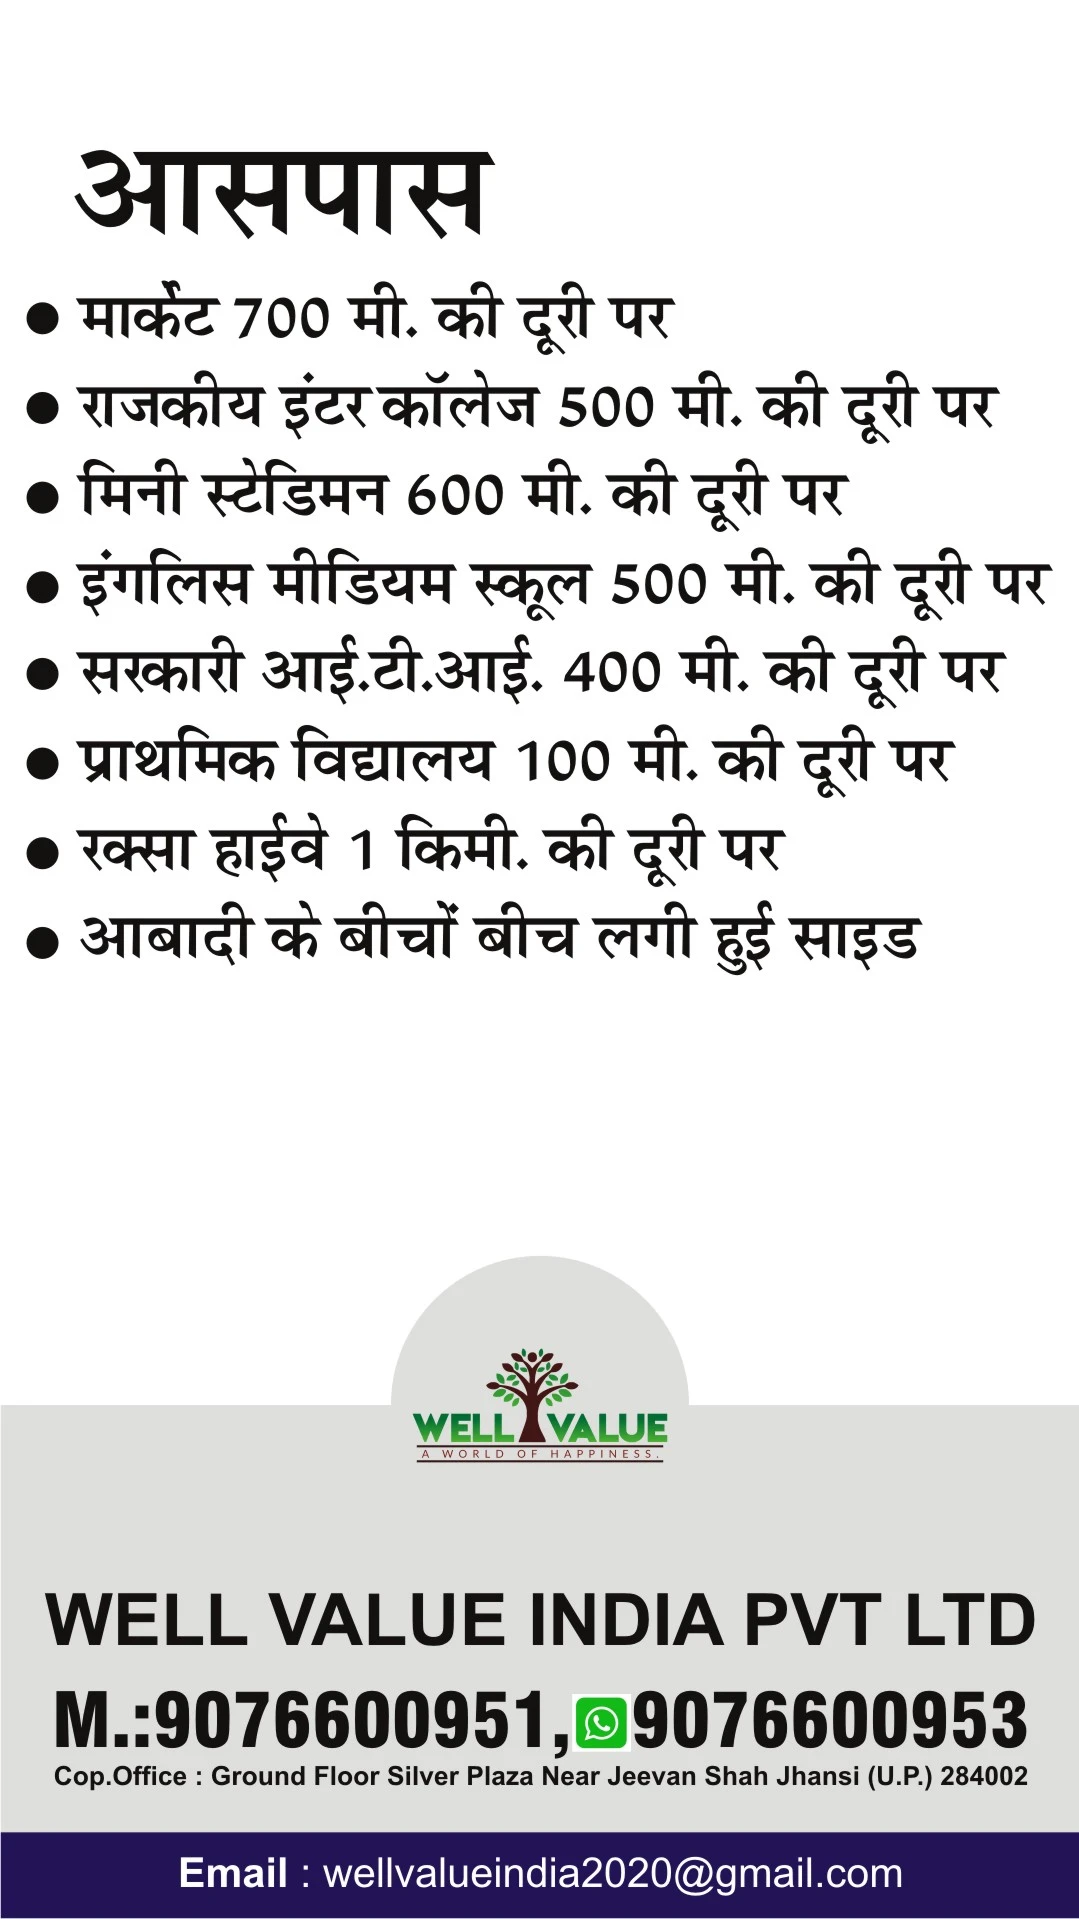 आसपास
● मार्केट 700 मी. की दूरी पर
● राजकीय इंटर कॉलेज 500 मी. की दूरी पर
● मिनी स्टेडिमन 600 मी. की दूरी पर
● इंगलिस मीडियम स्कूल 500 मी. की दूरी पर
● सरकारी आई.टी.आई. 400 मी. की दूरी पर
● प्राथमिक विद्यालय 100 मी. की दूरी पर
● रक्सा हाईवे 1 किमी. की दूरी पर
● आबादी के बीचों बीच लगी हुई साइड
WELL VALUE
A WORLD OF HAPPINESS.
WELL VALUE INDIA PVT LTD
M.:9076600951, 9076600953
Cop.Office : Ground Floor Silver Plaza Near Jeevan Shah Jhansi (U.P.) 284002
Email : wellvalueindia2020@gmail.com